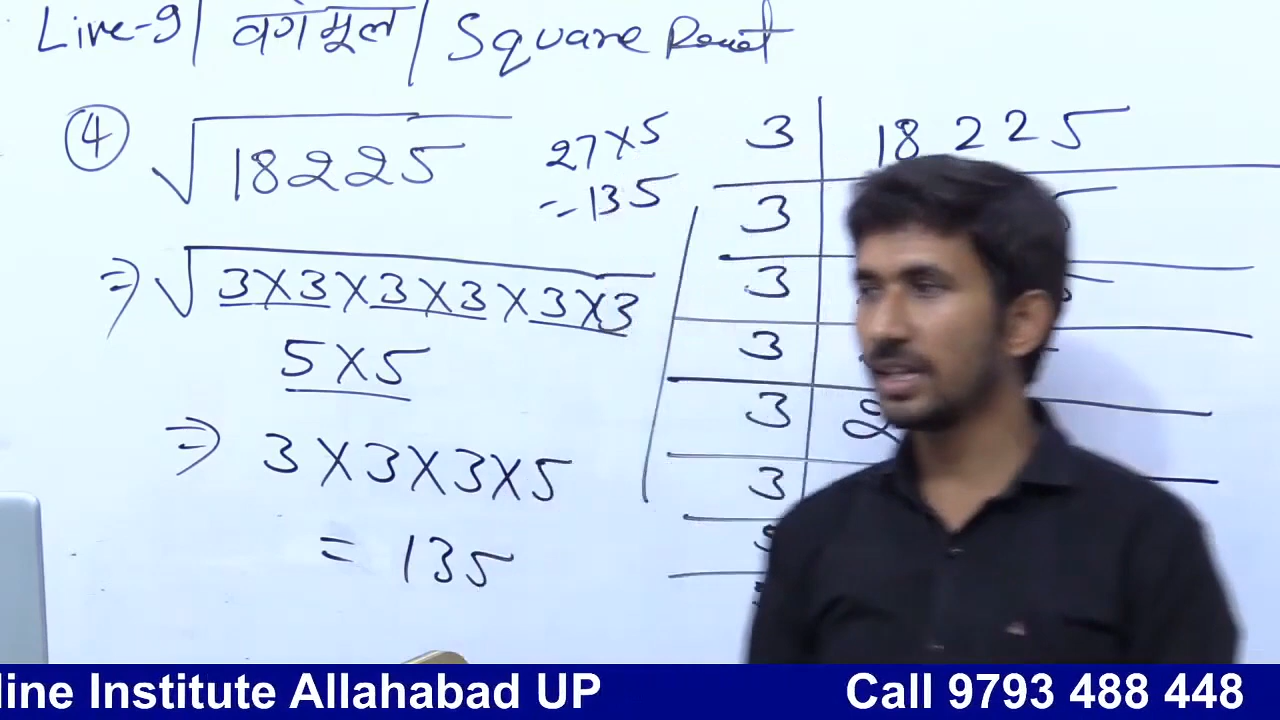 Live-9 | वर्गमूल | Square Root
④ √18225
27×5
=135
⇒ √3×3×3×3×3×3
5×5
⇒ 3×3×3×5
= 135
3 | 18225
3
3
3
3 | 2
3
line Institute Allahabad UP Call 9793 488 448